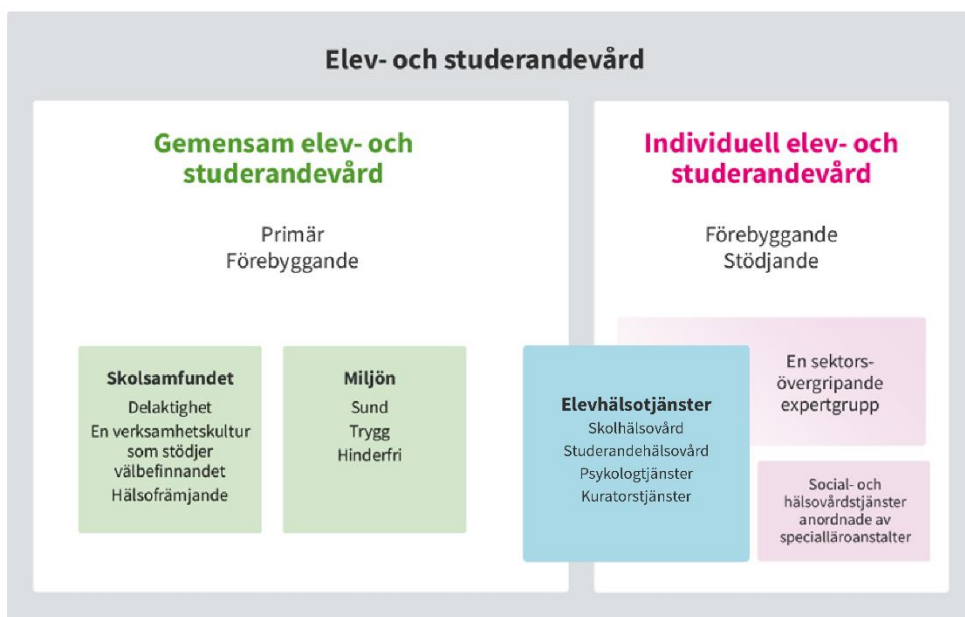 Elev- och studerandevård
Gemensam elev- och
studerandevård
Primär
Förebyggande
Skolsamfundet
Delaktighet
En verksamhetskultur
som stödjer
välbefinnandet
Hälsofrämjande
Miljön
Sund
Trygg
Hinderfri
Elevhälsotjänster
Skolhälsovård
Studerandehälsovård
Psykologtjänster
Kuratorstjänster
Individuell elev- och
studerandevård
Förebyggande
Stödjande
En sektors-
övergripande
expertgrupp
Social- och
hälsovårdstjänster
anordnade av
specialläroanstalter